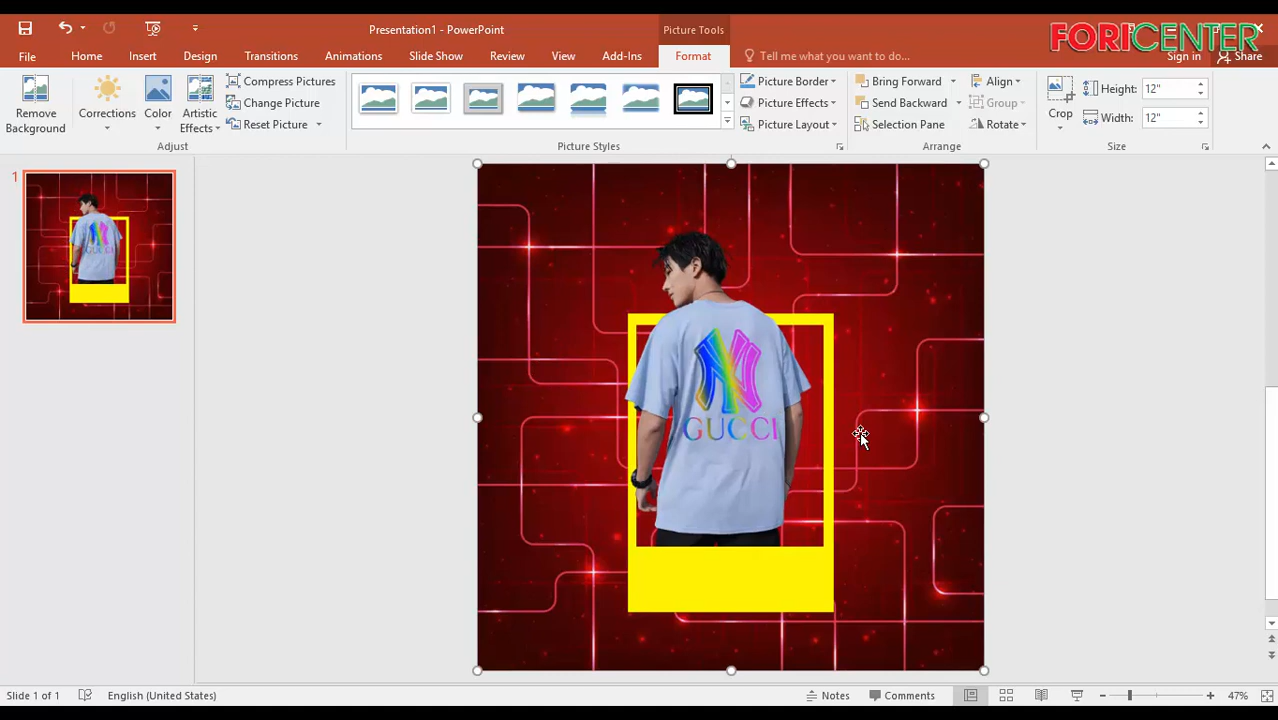 Presentation1 - PowerPoint
Picture Tools
FORICENTER
File
Home
Insert
Design
Transitions
Animations
Slide Show
Review
View
Add-Ins
Format
Tell me what you want to do...
Sign in
Share
Remove
Background
Corrections
Color
Artistic
Effects
Compress Pictures
Change Picture
Reset Picture
Adjust
Picture Styles
Picture Border
Picture Effects
Picture Layout
Bring Forward
Send Backward
Selection Pane
Align
Group
Rotate
Arrange
Crop
Height: 12"
Width: 12"
Size
1
NY
GUCCI
Slide 1 of 1
English (United States)
Notes
Comments
47%